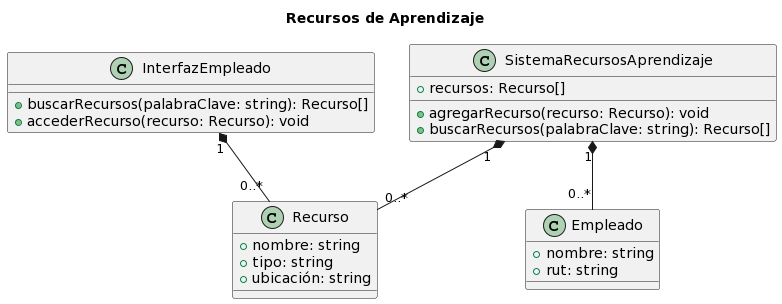 Recursos de Aprendizaje
C InterfazEmpleado
buscarRecursos(palabraClave: string): Recurso[]
accederRecurso(recurso: Recurso): void
C SistemaRecursosAprendizaje
recursos: Recurso[]
agregarRecurso(recurso: Recurso): void
buscarRecursos(palabraClave: string): Recurso[]
1
1
1
0..*
0..*
0..*
C Recurso
nombre: string
tipo: string
ubicación: string
C Empleado
nombre: string
rut: string